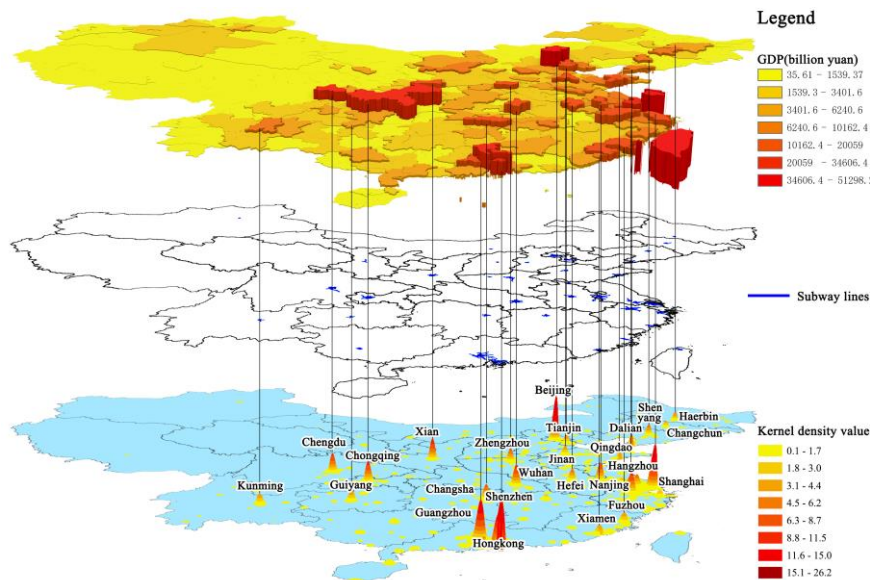 Legend
GDP(billion yuan)
35.61 - 1539.37
1539.3 - 3401.6
3401.6 - 6240.6
6240.6 - 10162.4
10162.4 - 20059
20059 - 34606.4
34606.4 - 51298.2
Subway lines
Beijing
Shen
yang
Haerbin
Tianjin
Dalian
Changchun
Xian
Zhengzhou
Chengdu
Chongqing
Jinan
Qingdao
Hangzhou
Wuhan
Kunming
Guiyang
Changsha
Shenzhen
Hefei
Nanjing
Shanghai
Guangzhou
Fuzhou
Xiamen
Hongkong
Kernel density value
0.1 - 1.7
1.8 - 3.0
3.1 - 4.4
4.5 - 6.2
6.3 - 8.7
8.8 - 11.5
11.6 - 15.0
15.1 - 26.2